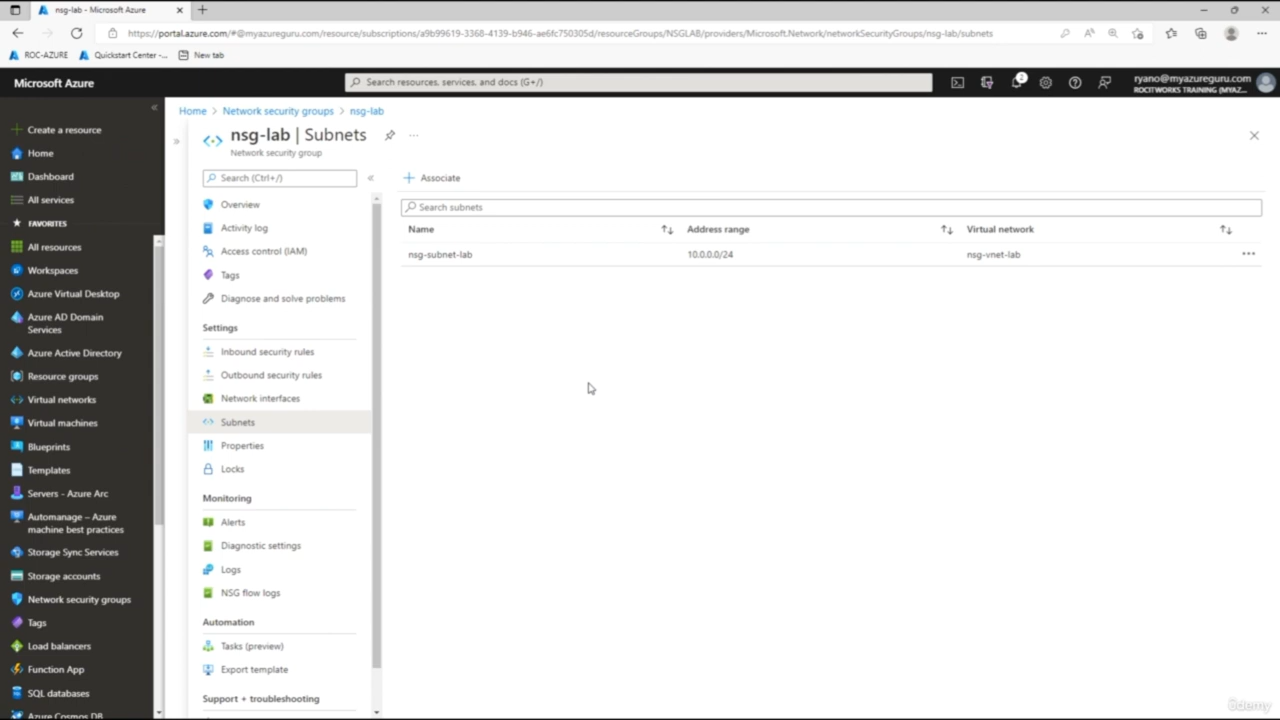 nsg-lab - Microsoft Azure
https://portal.azure.com/#@myazureguru.com/resource/subscriptions/a9b99619-3368-4139-b946-ae6fc750305d/resourceGroups/NSGLAB/providers/Microsoft.Network/networkSecurityGroups/nsg-lab/subnets
ROC-AZURE
Quickstart Center -...
New tab
Microsoft Azure
Search resources, services, and docs (G+/)
2
ryano@myazureguru.com
ROCITWORKS TRAINING (MYAZ...
Create a resource
Home
Dashboard
All services
FAVORITES
All resources
Workspaces
Azure Virtual Desktop
Azure AD Domain
Services
Azure Active Directory
Resource groups
Virtual networks
Virtual machines
Blueprints
Templates
Servers - Azure Arc
Automanage – Azure
machine best practices
Storage Sync Services
Storage accounts
Network security groups
Tags
Load balancers
Function App
SQL databases
Azure Cosmos DB
Home > Network security groups > nsg-lab
nsg-lab | Subnets
Network security group
Search (Ctrl+/)
Overview
Activity log
Access control (IAM)
Tags
Diagnose and solve problems
Settings
Inbound security rules
Outbound security rules
Network interfaces
Subnets
Properties
Locks
Monitoring
Alerts
Diagnostic settings
Logs
NSG flow logs
Automation
Tasks (preview)
Export template
Support + troubleshooting
Associate
Search subnets
Name Address range Virtual network
nsg-subnet-lab 10.0.0.0/24 nsg-vnet-lab
ûdemy